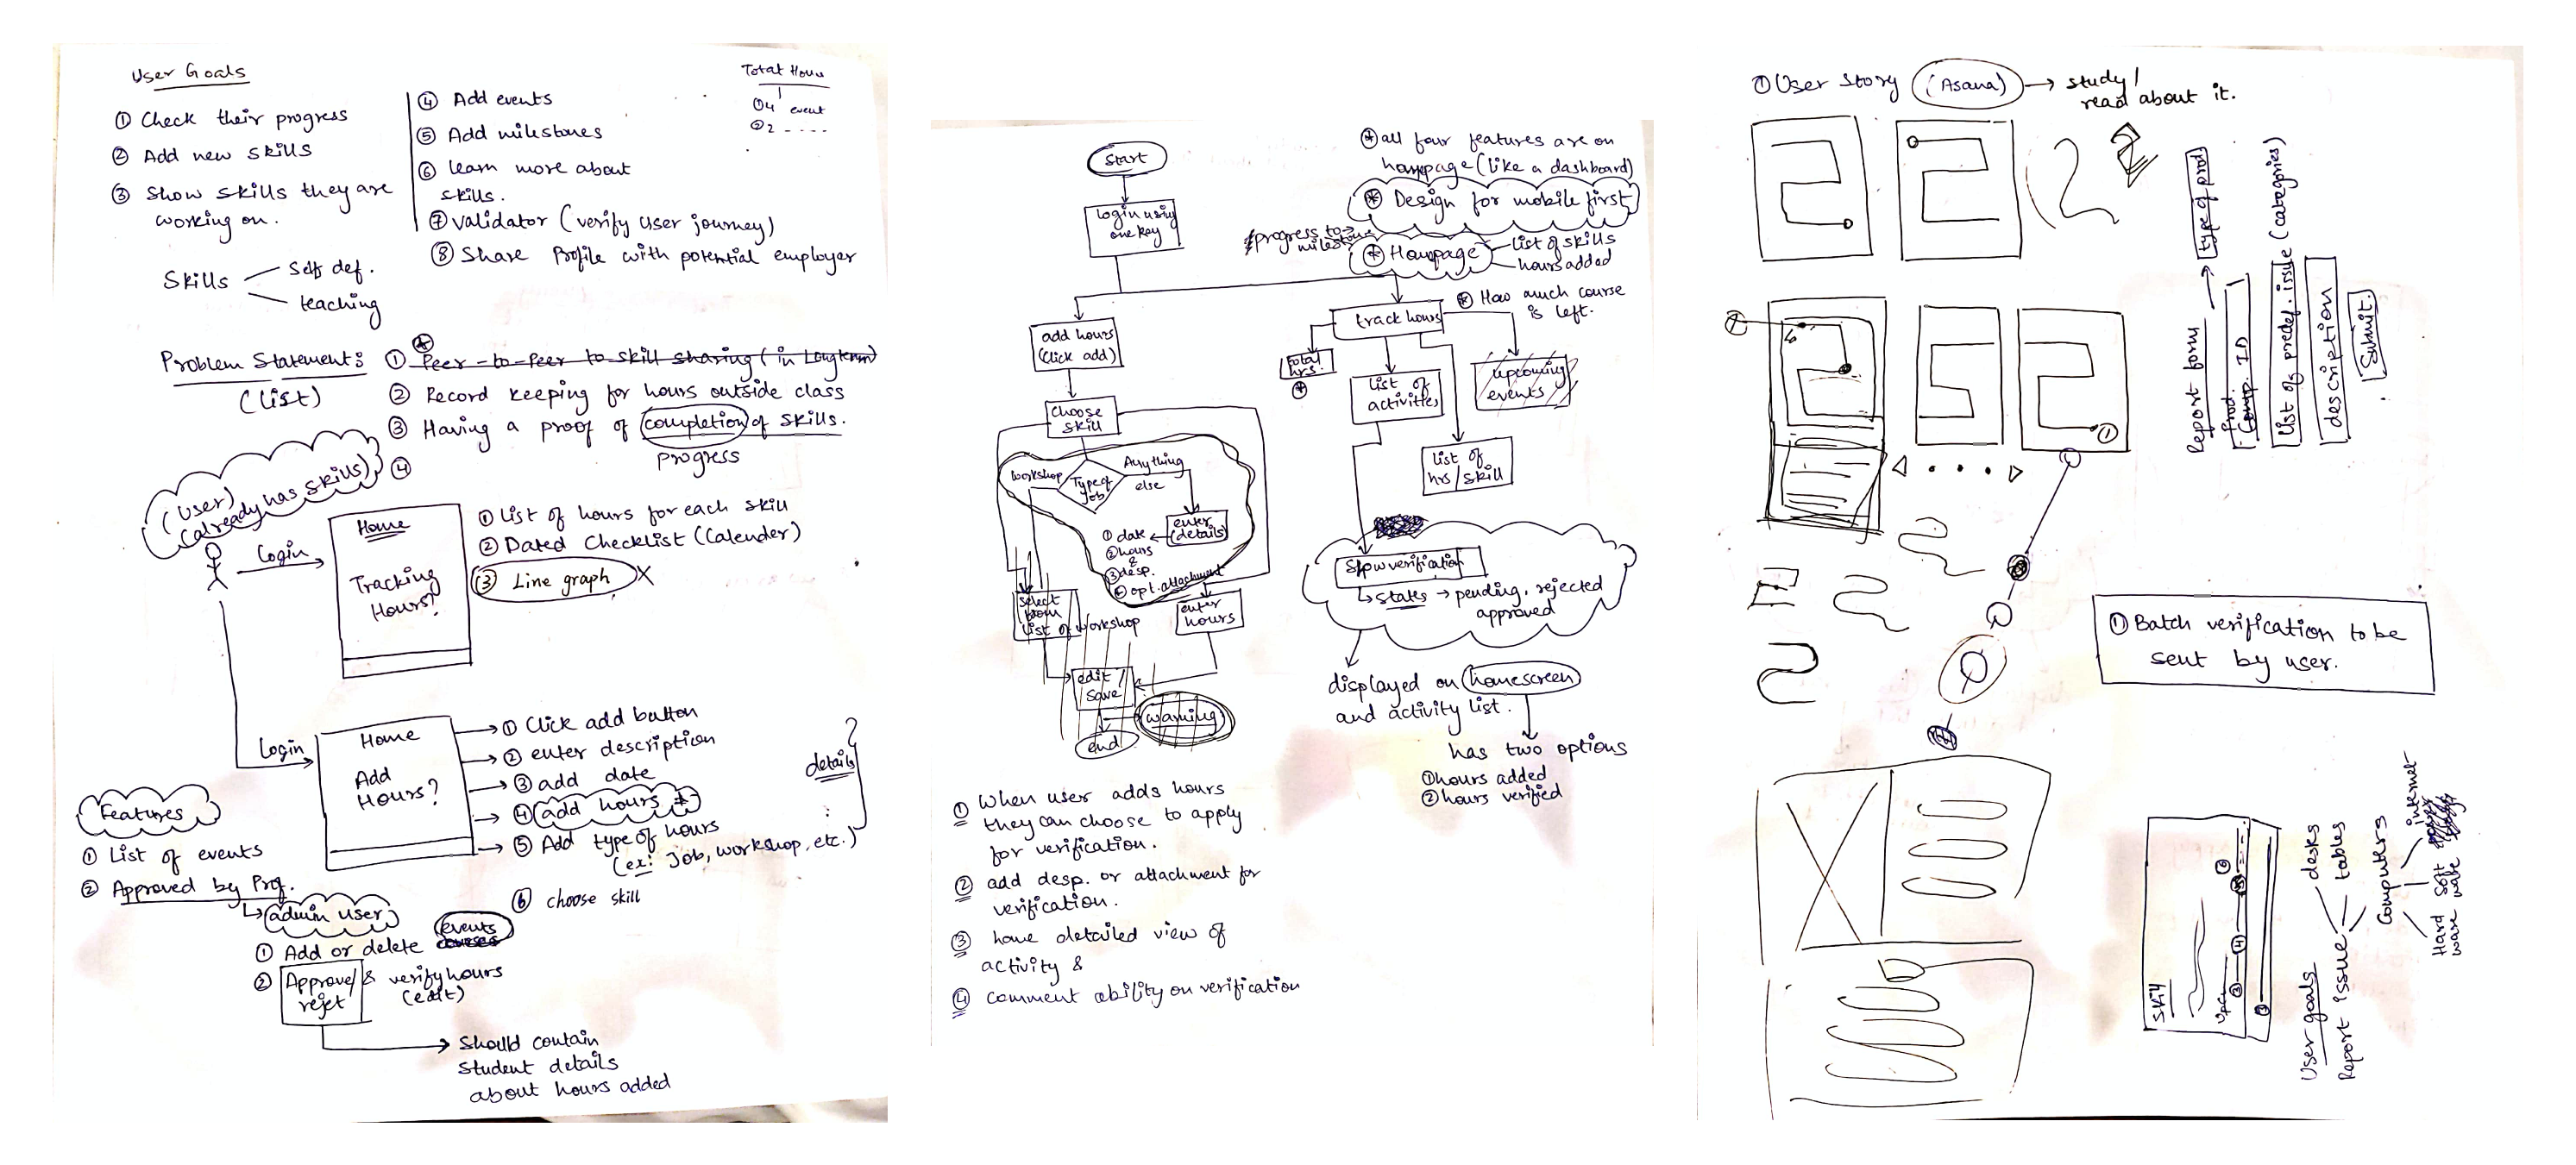 User Goals
① Check their progress
② Add new skills
③ Show skills they are
working on.
Skills
Self def.
teaching
④ Add events
⑤ Add milestones
⑥ learn more about
skills.
⑦ validator (verify user journey)
⑧ Share Profile with potential employer
Total Hours
① 4 event
② 2 - - - -
Problem Statement:
(List)
① Peer-to-Peer to skill sharing (in Longterm)
② Record keeping for hours outside class
③ Having a proof of completion of skills.
progress
④
(User)
(already has skills)
Login
Home
Tracking
Hours?
① List of hours for each skill
② Dated Checklist (Calender)
③ Line graph X
Login
Home
Add
Hours?
① Click add button
② enter description
③ add date
④ add hours
⑤ Add type of hours
(ex: Job, workshop, etc.)
⑥ choose skill
?
details
Features
① List of events
② Approved by Prof.
admin user
① Add or delete events
② Approve/ & verify hours
rejet (edit)
Should contain
student details
about hours added
Start
login using
one key
add hours
(click add)
choose
skill
workshop
Type of
job
Anything
else
enter
(details)
① date
② hours
&
③ desp.
④ opt. attachment
select
from
list of workshop
enter
hours
edit/
save
warning
end
* all four features are on
homepage (like a dashboard)
* Design for mobile first
progress to
milestone
* Homepage
List of skills
hours added
* How much course
is left.
track hours
total
hrs.
*
list of
activities
upcoming
events
list of
hrs/skill
Show verification
states → pending, rejected
approved
displayed on homescreen
and activity list.
has two options
① hours added
② hours verified
① When user adds hours
they can choose to apply
for verification.
② add desp. or attachment for
verification.
③ have detailed view of
activity &
④ comment ability on verification
① User Story (Asana) → study/
read about it.
①
Report form
type of prod.
prod.
Comp. ID
list of predef. issue (categories)
description
Submit.
① Batch verification to be
sent by user.
Skill
③
④
User goals
Report issue
desks
tables
Computers
internet
Soft
ware
Hard
ware